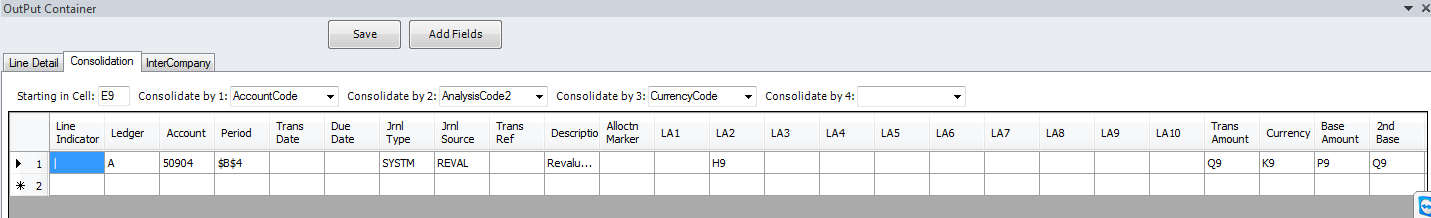 OutPut Container
Save Add Fields
Line Detail Consolidation InterCompany
Starting in Cell: E9 Consolidate by 1: AccountCode Consolidate by 2: AnalysisCode2 Consolidate by 3: CurrencyCode Consolidate by 4:
Line Indicator Ledger Account Period Trans Date Due Date Jrnl Type Jrnl Source Trans Ref Descriptio Alloctn Marker LA1 LA2 LA3 LA4 LA5 LA6 LA7 LA8 LA9 LA10 Trans Amount Currency Base Amount 2nd Base
1 A 50904 $B$4 SYSTM REVAL Revalu... H9 Q9 K9 P9 Q9
2